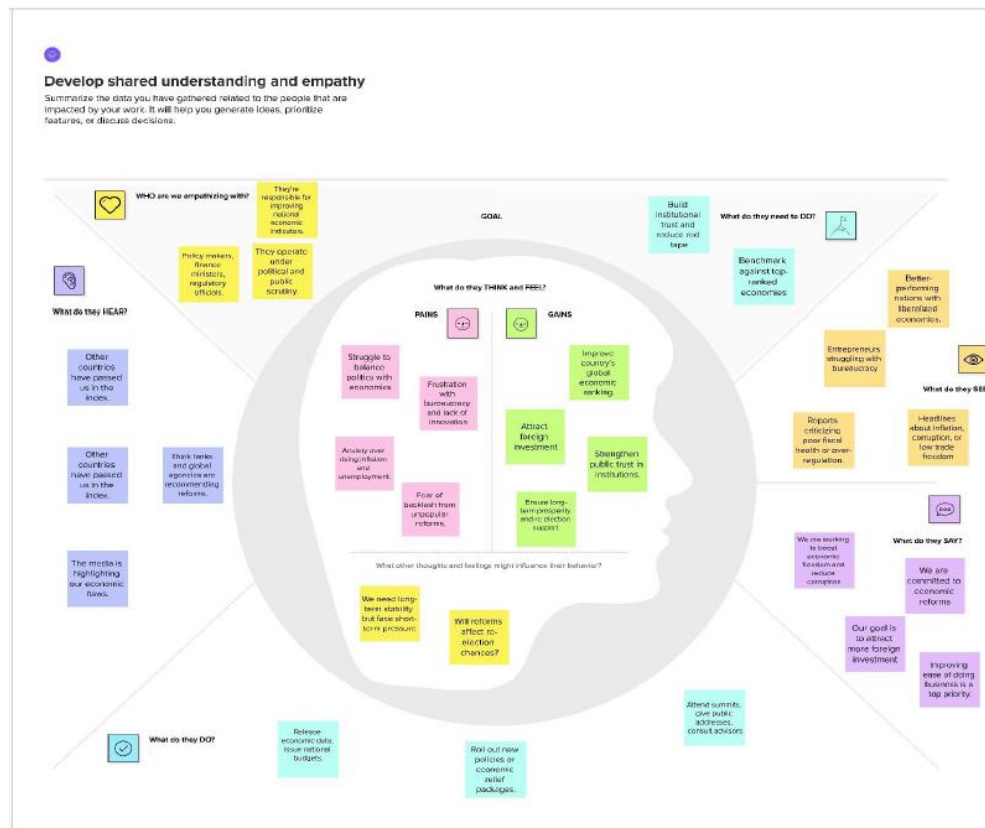 Develop shared understanding and empathy
Summarize the data you have gathered related to the people that are
impacted by your work. It will help you generate ideas, prioritize
features, or discuss decisions.
WHO are we empathizing with?
They're
responsible for
improving
national
economic
indicators.
Policy makers,
finance
ministers,
regulatory
officials.
They operate
under
political and
public
scrutiny.
GOAL
Build
institutional
trust and
reduce red
tape
What do they need to DO?
Benchmark
against top-
ranked
economies
What do they HEAR?
Other
countries
have passed
us in the
index.
Other
countries
have passed
us in the
index.
Think tanks
and global
agencies are
recommending
reforms.
The media is
highlighting
our economic
flaws.
What do they THINK and FEEL?
PAINS
Struggle to
balance
politics with
economics
Frustration
with
bureaucracy
and lack of
innovation
Anxiety over
rising inflation
and
unemployment
Fear of
backlash from
unpopular
reforms.
GAINS
Improve
country's
global
economic
ranking.
Attract
foreign
investment
Strengthen
public trust in
institutions.
Ensure long-
term prosperity
and re election
support
What other thoughts and feelings might influence their behavior?
We need long-
term stability
but face short-
term pressure
Will reforms
affect re-
election
chances?
Better-
performing
nations with
liberalized
economies.
Entrepreneurs
struggling with
bureaucracy
What do they SEE
Reports
criticizing
poor fiscal
health or over-
regulation.
Headlines
about inflation,
corruption, or
low trade
freedom
What do they SAY?
We are working
to boost
economic
freedom and
reduce
corruption
We are
committed to
economic
reforms
Our goal is
to attract
more foreign
investment
Improving
ease of doing
business is a
top priority.
What do they DO?
Release
economic data,
issue national
budgets.
Roll out new
policies or
economic
relief
packages.
Attend summits,
give public
addresses,
consult advisors